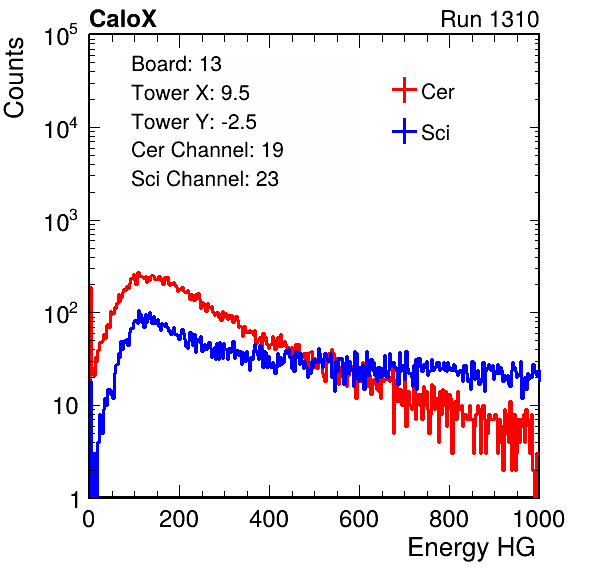 CaloX Run 1310
Counts
10^5
10^4
10^3
10^2
10
1
Board: 13
Tower X: 9.5
Tower Y: -2.5
Cer Channel: 19
Sci Channel: 23
Cer
Sci
0 200 400 600 800 1000
Energy HG